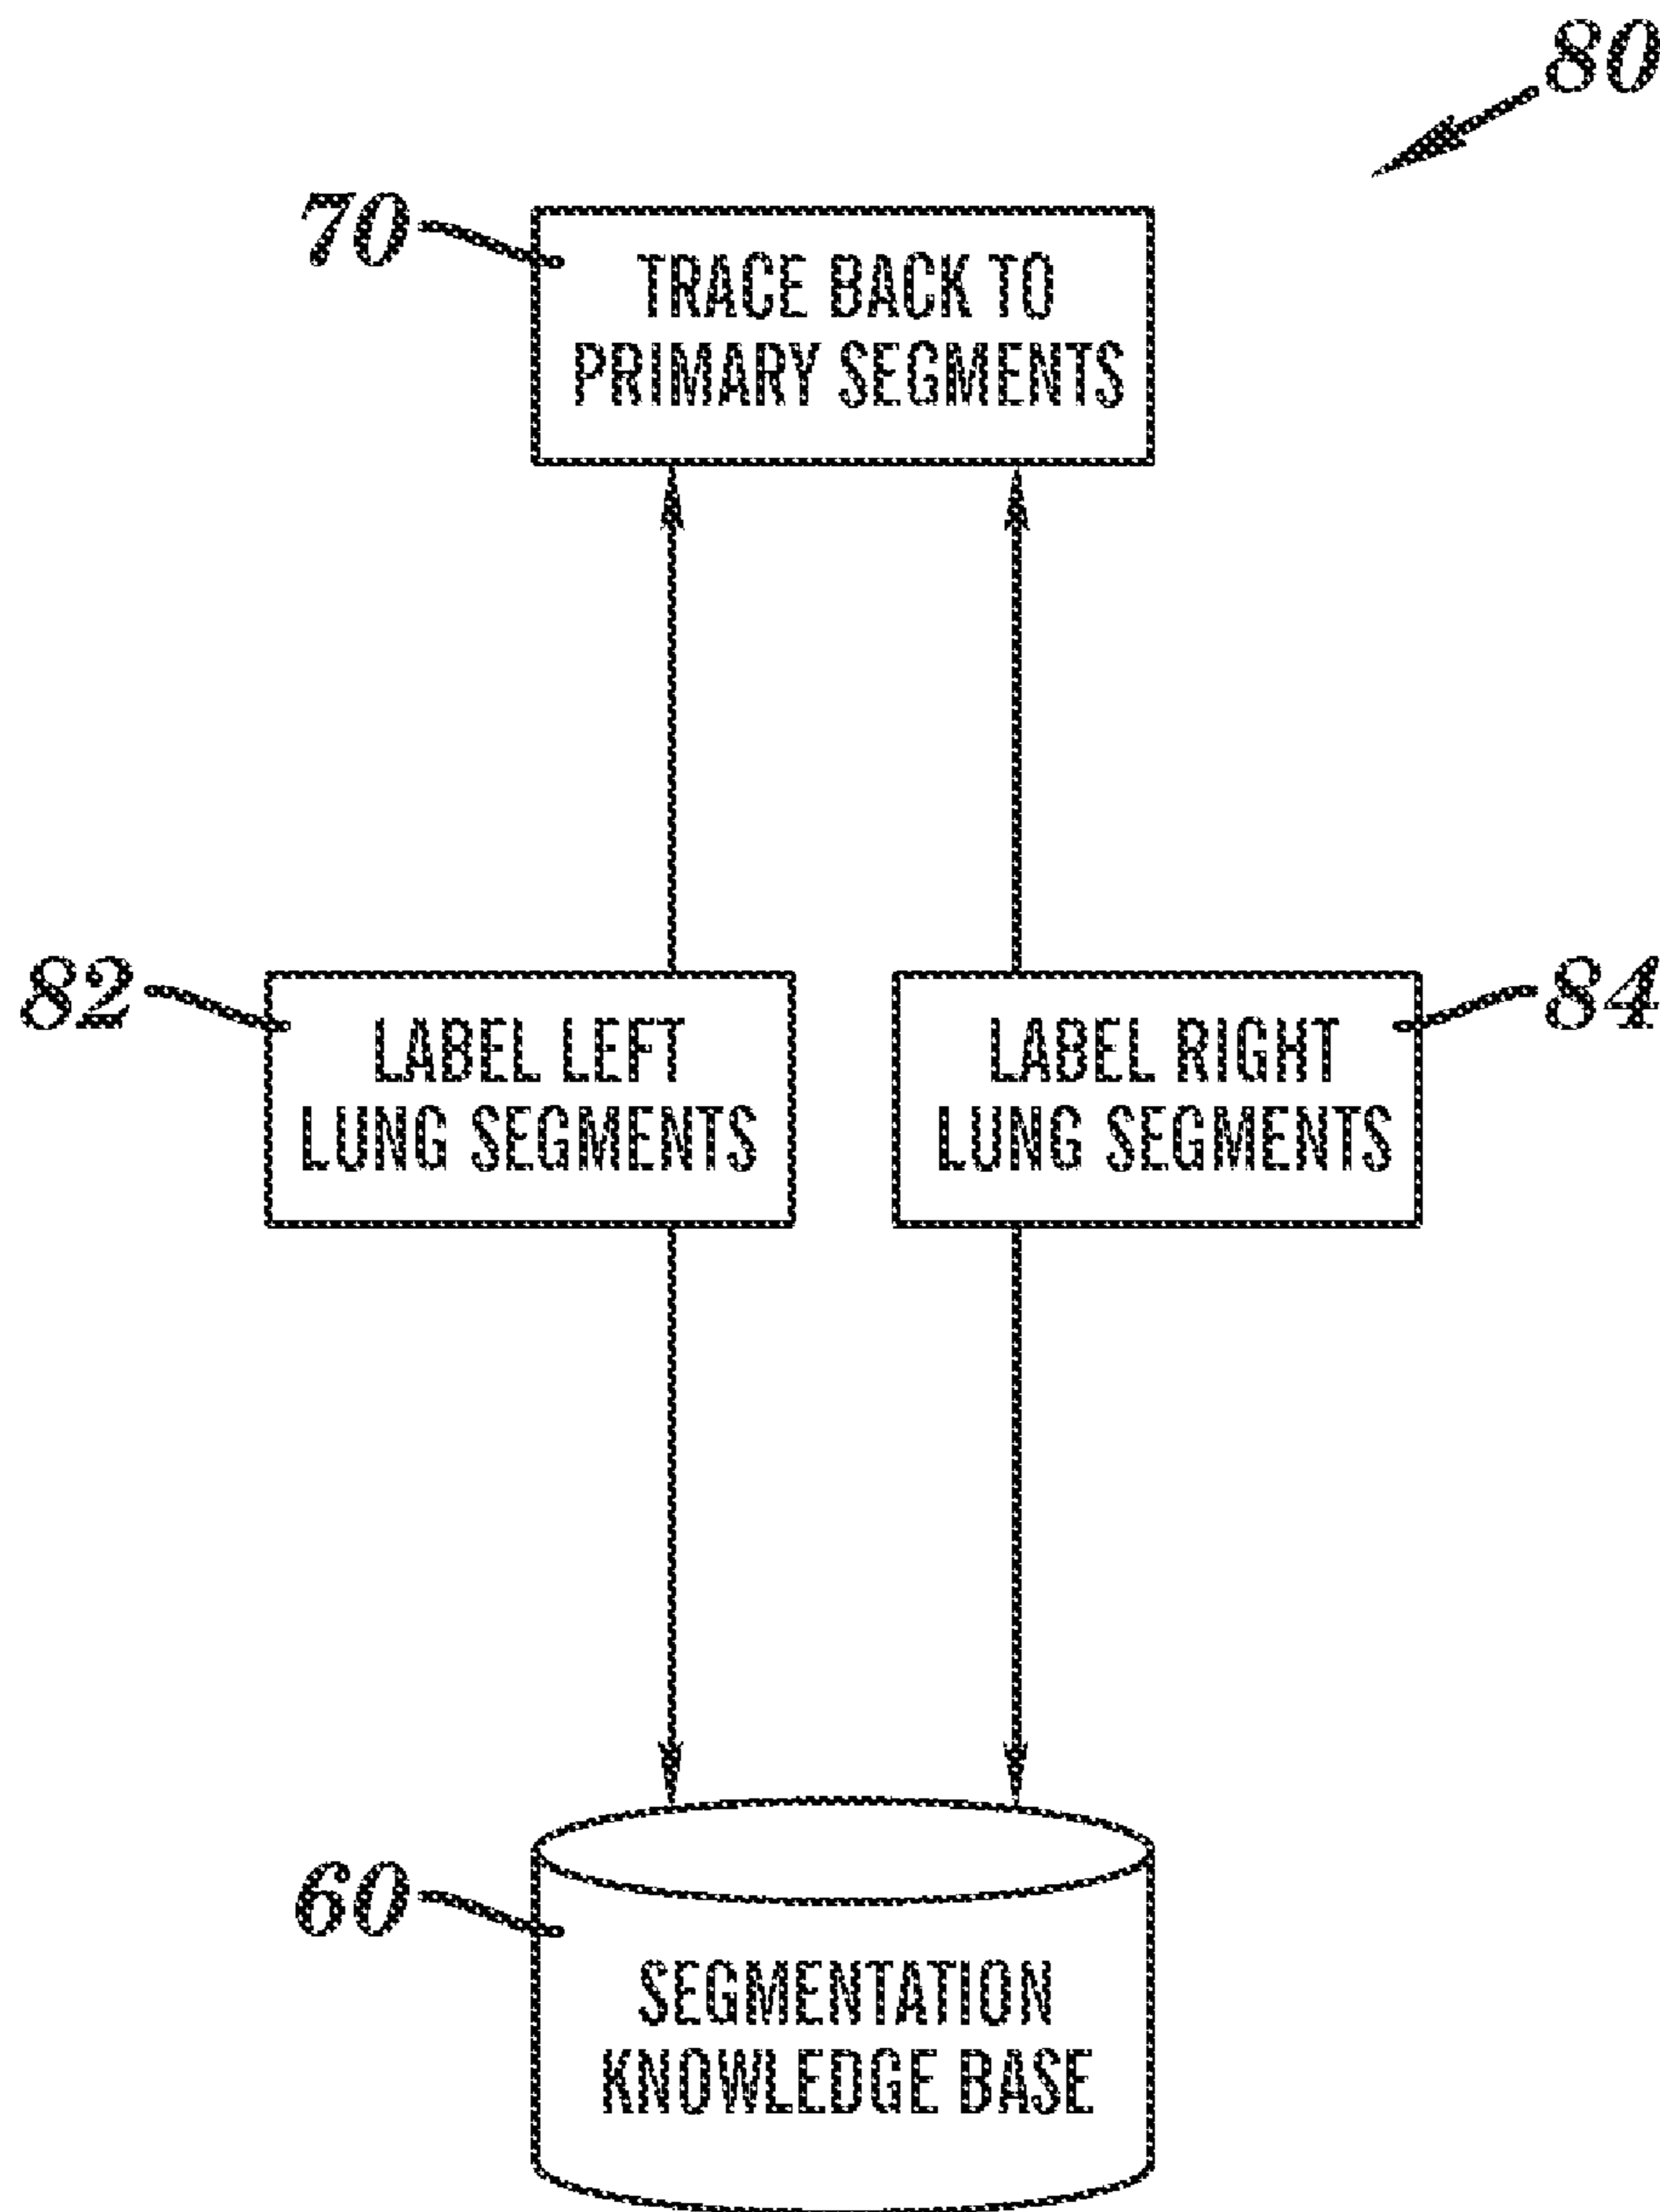 80
70
TRACE BACK TO
PRIMARY SEGMENTS
82
LABEL LEFT
LUNG SEGMENTS
LABEL RIGHT
LUNG SEGMENTS
84
60
SEGMENTATION
KNOWLEDGE BASE